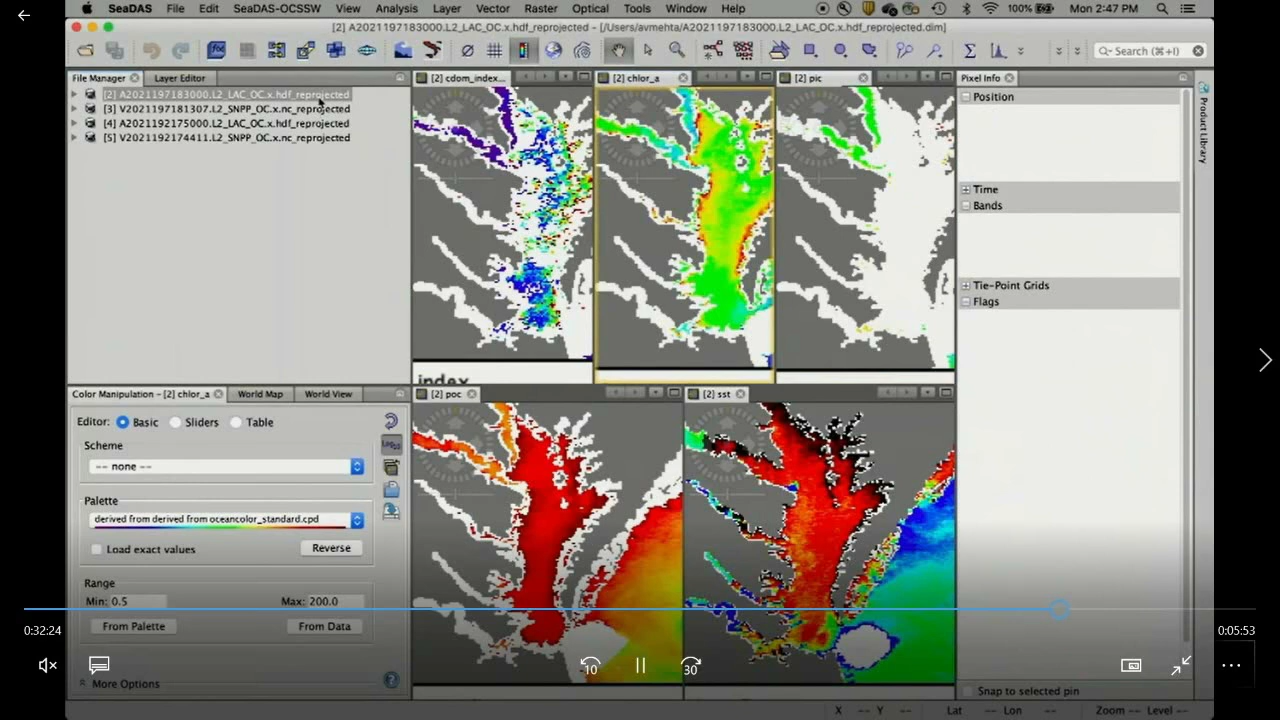 SeaDAS File Edit SeaDAS-OCSSW View Analysis Layer Vector Raster Optical Tools Window Help 100% Mon 2:47 PM
[2] A2021197183000.L2_LAC_OC.x.hdf_reprojected - [/Users/avmehta/A2021197183000.L2_LAC_OC.x.hdf_reprojected.dim]
Search (⌘+I)
File Manager Layer Editor
[2] cdom_index... [2] chlor_a [2] pic Pixel Info
[2] A2021197183000.L2_LAC_OC.x.hdf_reprojected
[3] V2021197181307.L2_SNPP_OC.x.nc_reprojected
[4] A2021192175000.L2_LAC_OC.x.hdf_reprojected
[5] V2021192174411.L2_SNPP_OC.x.nc_reprojected
Position
Time
Bands
Tie-Point Grids
Flags
Product Library
index
Color Manipulation - [2] chlor_a World Map World View
[2] poc [2] sst
Editor: Basic Sliders Table
Scheme
-- none --
Palette
derived from derived from oceancolor_standard.cpd
Load exact values Reverse
Range
Min: 0.5 Max: 200.0
From Palette From Data
More Options
0:32:24 0:05:53
10 30
Snap to selected pin
X -- Y -- Lat -- Lon -- Zoom -- Level --